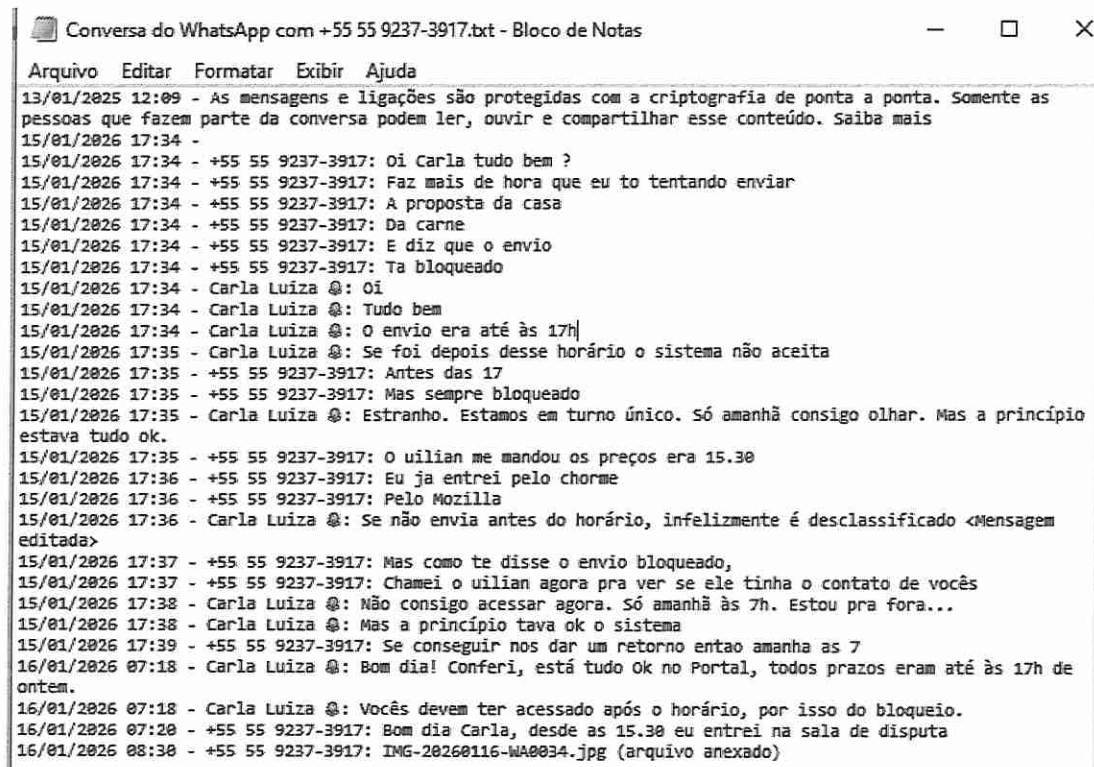 Conversa do WhatsApp com +55 55 9237-3917.txt - Bloco de Notas
Arquivo Editar Formatar Exibir Ajuda
13/01/2025 12:09 - As mensagens e ligações são protegidas com a criptografia de ponta a ponta. Somente as
pessoas que fazem parte da conversa podem ler, ouvir e compartilhar esse conteúdo. Saiba mais
15/01/2026 17:34 -
15/01/2026 17:34 - +55 55 9237-3917: Oi Carla tudo bem ?
15/01/2026 17:34 - +55 55 9237-3917: Faz mais de hora que eu to tentando enviar
15/01/2026 17:34 - +55 55 9237-3917: A proposta da casa
15/01/2026 17:34 - +55 55 9237-3917: Da carne
15/01/2026 17:34 - +55 55 9237-3917: E diz que o envio
15/01/2026 17:34 - +55 55 9237-3917: Ta bloqueado
15/01/2026 17:34 - Carla Luiza: Oi
15/01/2026 17:34 - Carla Luiza: Tudo bem
15/01/2026 17:34 - Carla Luiza: O envio era até às 17h
15/01/2026 17:35 - Carla Luiza: Se foi depois desse horário o sistema não aceita
15/01/2026 17:35 - +55 55 9237-3917: Antes das 17
15/01/2026 17:35 - +55 55 9237-3917: Mas sempre bloqueado
15/01/2026 17:35 - Carla Luiza: Estranho. Estamos em turno único. Só amanhã consigo olhar. Mas a princípio
estava tudo ok.
15/01/2026 17:35 - +55 55 9237-3917: O uilian me mandou os preços era 15.30
15/01/2026 17:36 - +55 55 9237-3917: Eu ja entrei pelo chorme
15/01/2026 17:36 - +55 55 9237-3917: Pelo Mozilla
15/01/2026 17:36 - Carla Luiza: Se não envia antes do horário, infelizmente é desclassificado <Mensagem
editada>
15/01/2026 17:37 - +55 55 9237-3917: Mas como te disse o envio bloqueado,
15/01/2026 17:37 - +55 55 9237-3917: Chamei o uilian agora pra ver se ele tinha o contato de vocês
15/01/2026 17:38 - Carla Luiza: Não consigo acessar agora. Só amanhã às 7h. Estou pra fora...
15/01/2026 17:38 - Carla Luiza: Mas a princípio tava ok o sistema
15/01/2026 17:39 - +55 55 9237-3917: Se conseguir nos dar um retorno entao amanha as 7
16/01/2026 07:18 - Carla Luiza: Bom dia! Conferi, está tudo Ok no Portal, todos prazos eram até às 17h de
ontem.
16/01/2026 07:18 - Carla Luiza: Vocês devem ter acessado após o horário, por isso do bloqueio.
16/01/2026 07:20 - +55 55 9237-3917: Bom dia Carla, desde as 15.30 eu entrei na sala de disputa
16/01/2026 08:30 - +55 55 9237-3917: IMG-20260116-WA0034.jpg (arquivo anexado)